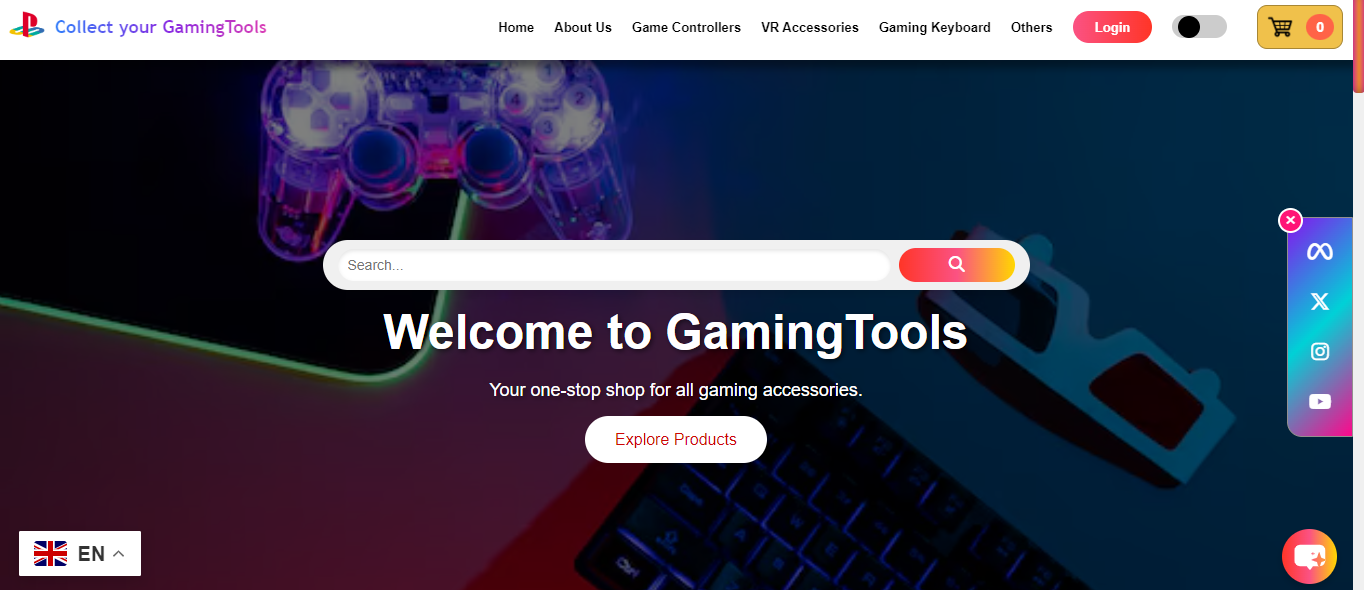 Collect your GamingTools
Home About Us Game Controllers VR Accessories Gaming Keyboard Others Login 0
Search...
Welcome to GamingTools
Your one-stop shop for all gaming accessories.
Explore Products
EN